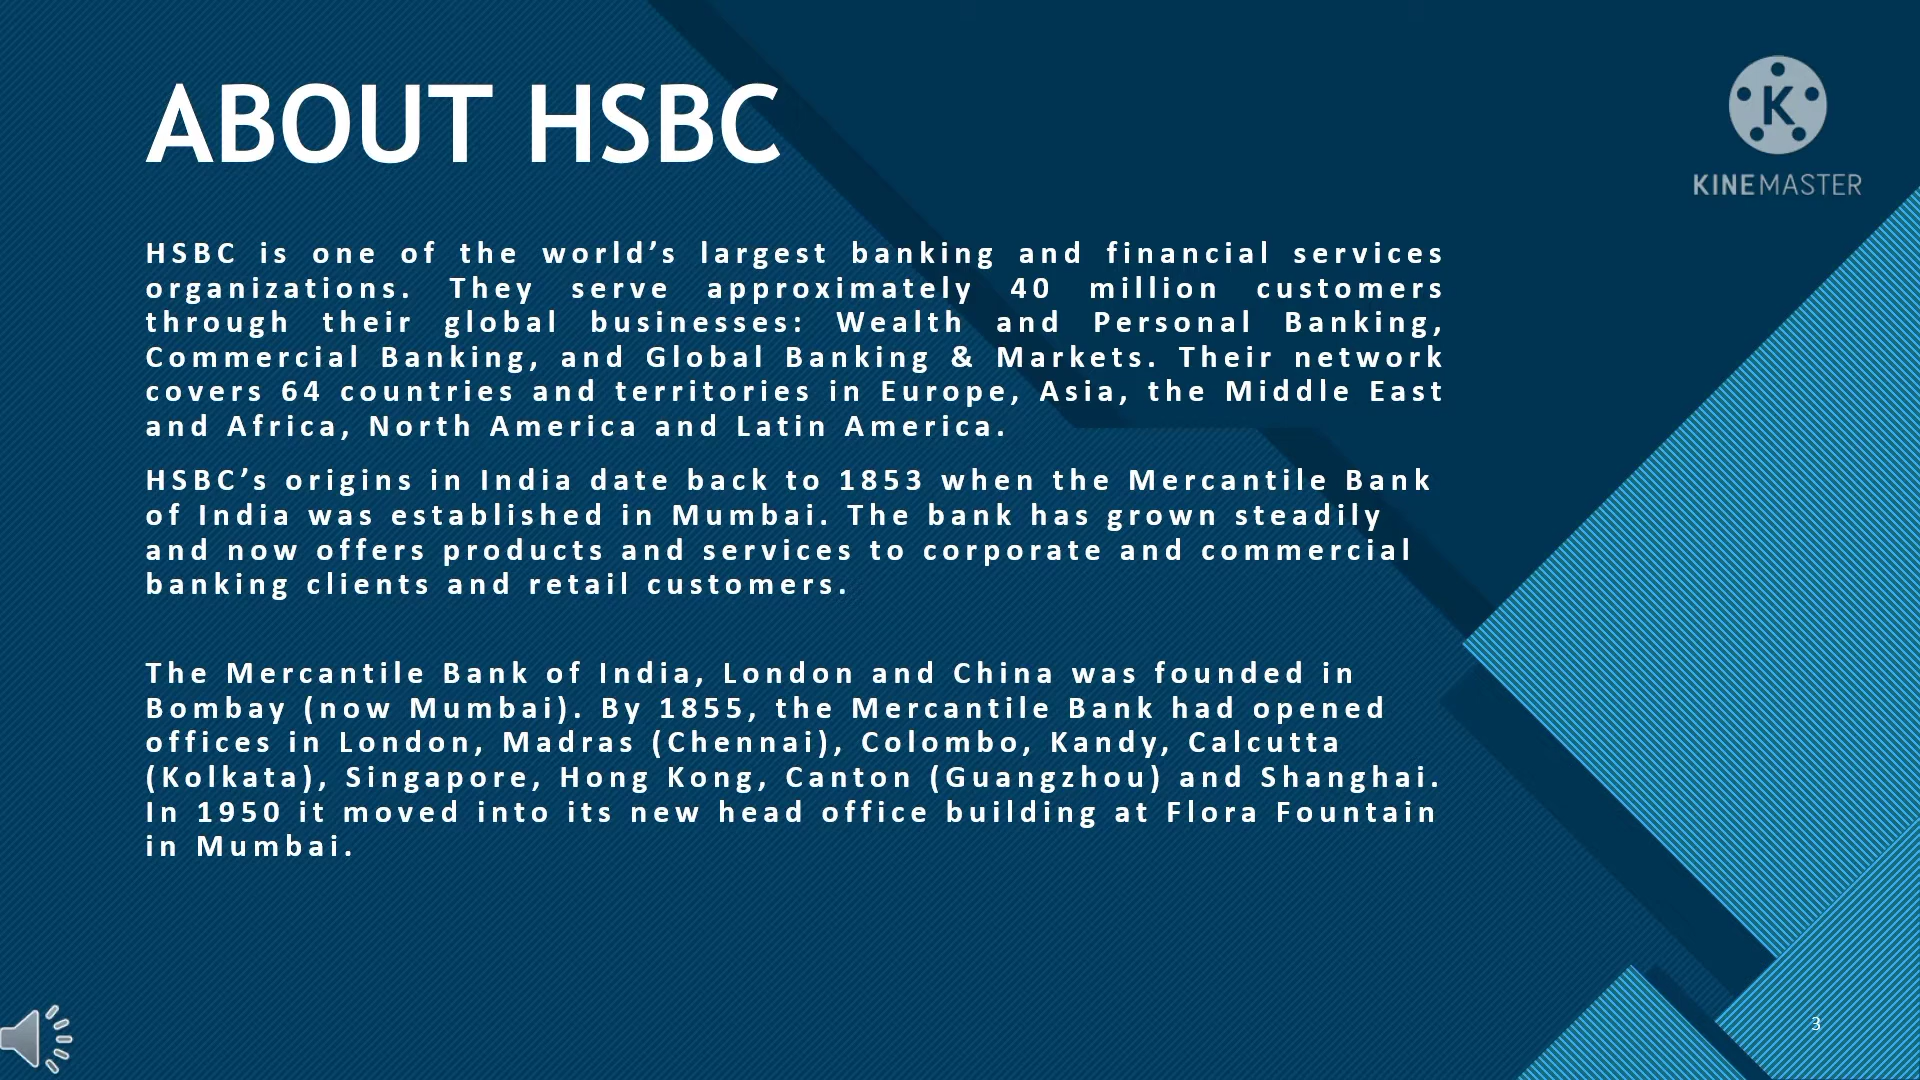 ABOUT HSBC
K
KINEMASTER
HSBC is one of the world’s largest banking and financial services
organizations. They serve approximately 40 million customers
through their global businesses: Wealth and Personal Banking,
Commercial Banking, and Global Banking & Markets. Their network
covers 64 countries and territories in Europe, Asia, the Middle East
and Africa, North America and Latin America.
HSBC’s origins in India date back to 1853 when the Mercantile Bank
of India was established in Mumbai. The bank has grown steadily
and now offers products and services to corporate and commercial
banking clients and retail customers.
The Mercantile Bank of India, London and China was founded in
Bombay (now Mumbai). By 1855, the Mercantile Bank had opened
offices in London, Madras (Chennai), Colombo, Kandy, Calcutta
(Kolkata), Singapore, Hong Kong, Canton (Guangzhou) and Shanghai.
In 1950 it moved into its new head office building at Flora Fountain
in Mumbai.
3